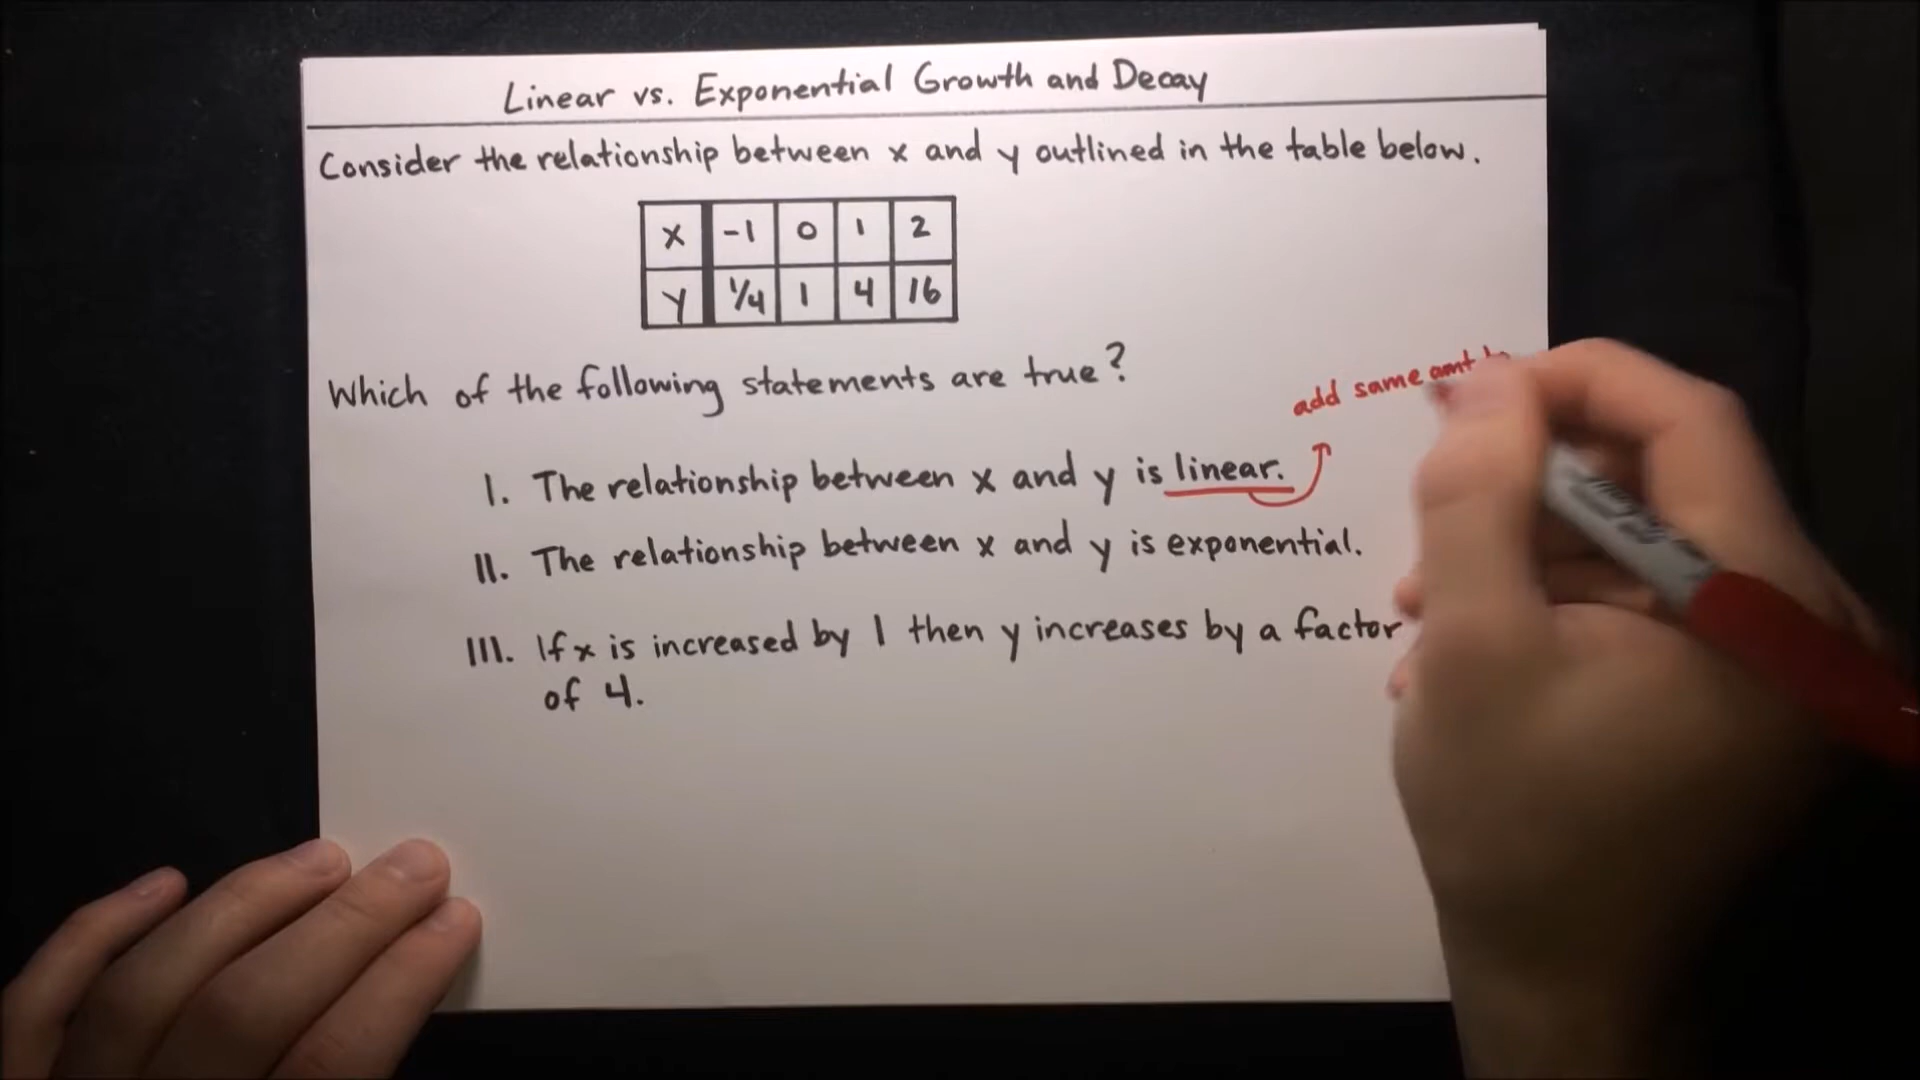 Linear vs. Exponential Growth and Decay
Consider the relationship between x and y outlined in the table below.
X -1 0 1 2
Y 1/4 1 4 16
Which of the following statements are true?
add same amt
I. The relationship between x and y is linear.
II. The relationship between x and y is exponential.
III. If x is increased by 1 then y increases by a factor
of 4.